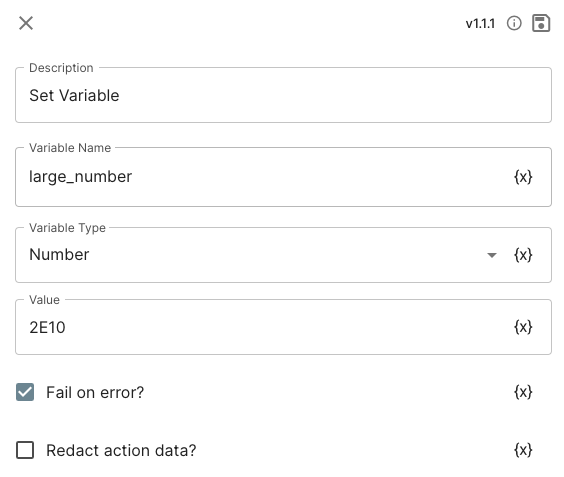 v1.1.1
Description
Set Variable
Variable Name
large_number {x}
Variable Type
Number {x}
Value
2E10 {x}
Fail on error? {x}
Redact action data? {x}